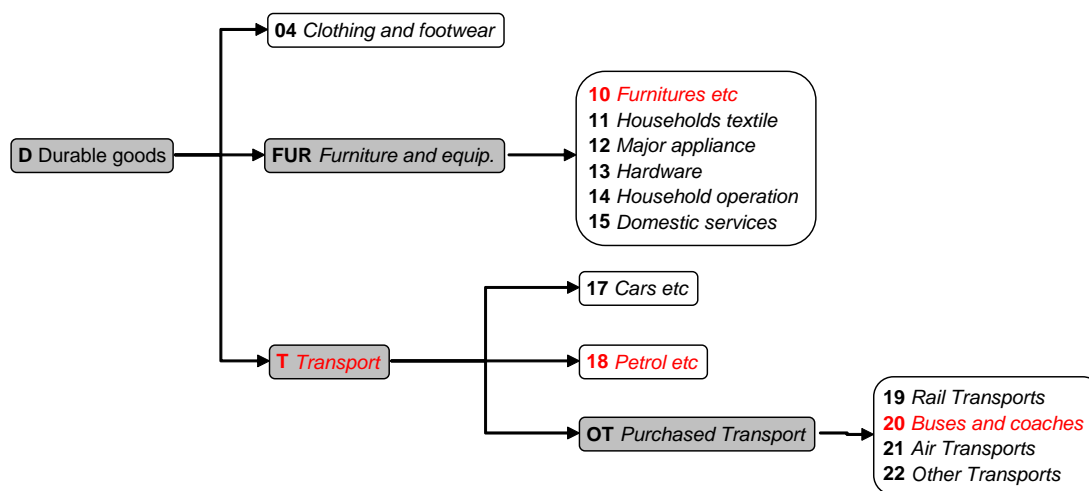 04 Clothing and footwear
D Durable goods
FUR Furniture and equip.
10 Furnitures etc
11 Households textile
12 Major appliance
13 Hardware
14 Household operation
15 Domestic services
17 Cars etc
T Transport
18 Petrol etc
OT Purchased Transport
19 Rail Transports
20 Buses and coaches
21 Air Transports
22 Other Transports